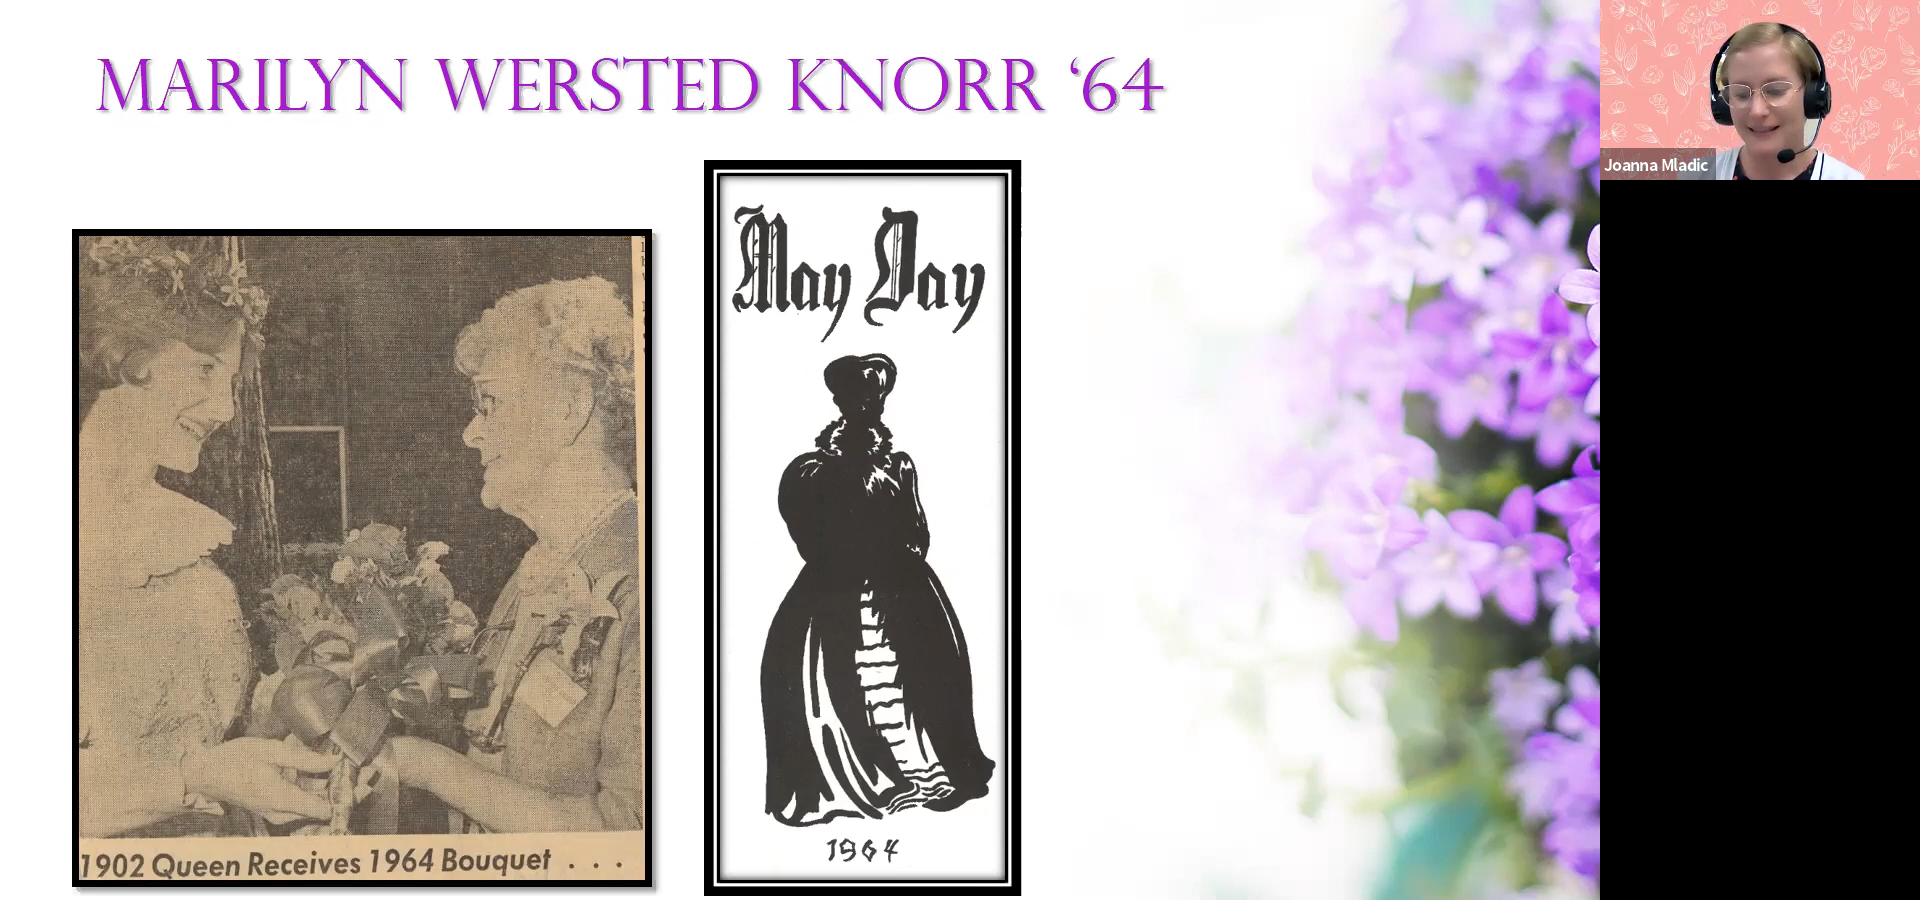 MARILYN WERSTED KNORR ‘64
Joanna Mladic
May Day
1964
1902 Queen Receives 1964 Bouquet . . .